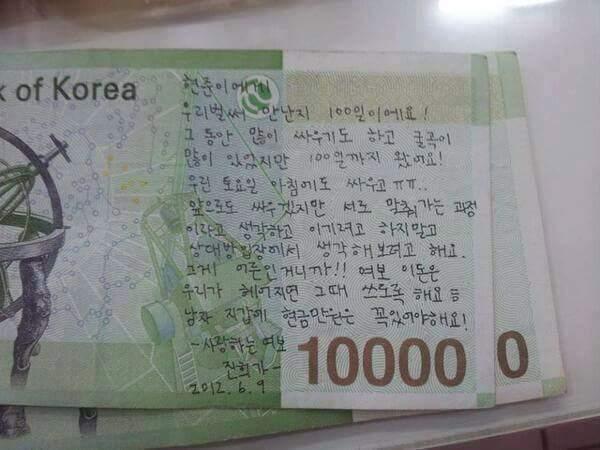 k of Korea
현준이에게!
우리벌써 만난지 100일이에요!
그 동안 많이 싸우기도 하고 굴곡이
많이 있었지만 100일까지 왔어요!
우린 토요일 아침에도 싸우고 ㅠㅠ..
앞으로도 싸우겠지만 서로 맞춰가는 과정
이라고 생각하고 이기려고 하지말고
상대방입장에서 생각해보려고 해요.
그게 어른인거니까!! 여보 이돈은
우리가 헤어지면 그때 쓰도록 해요
남자 지갑에 현금만원은 꼭있어야해요!
-사랑하는 여보
진희가-
2012. 6. 9
10000
0